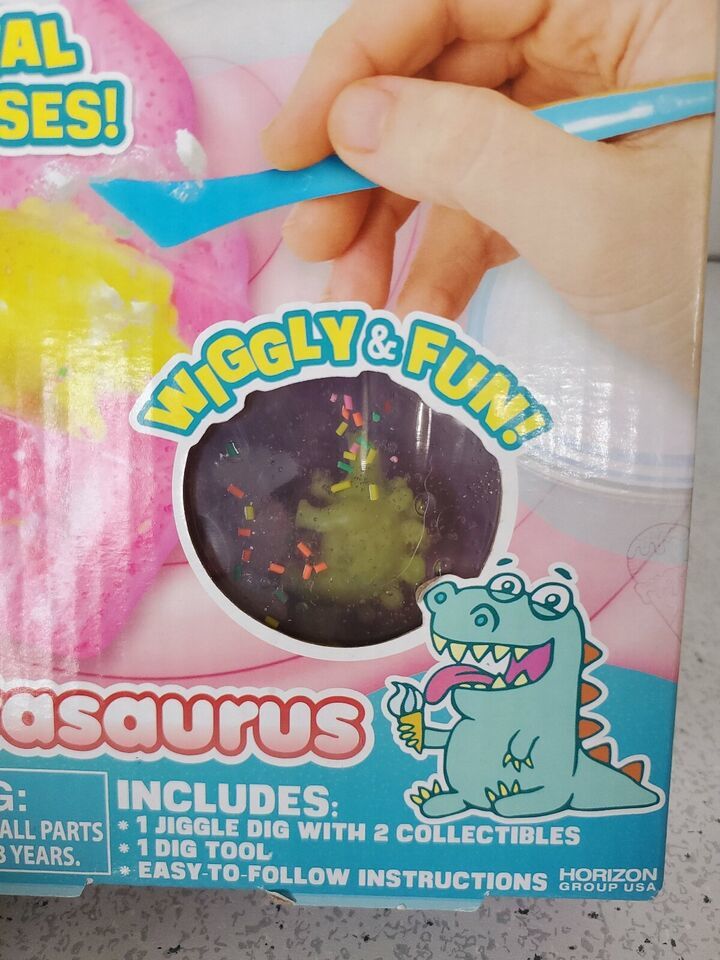 AL
SES!
WIGGLY & FUN!
asaurus
G:
ALL PARTS
3 YEARS.
INCLUDES:
* 1 JIGGLE DIG WITH 2 COLLECTIBLES
* 1 DIG TOOL
* EASY-TO-FOLLOW INSTRUCTIONS
HORIZON
GROUP USA